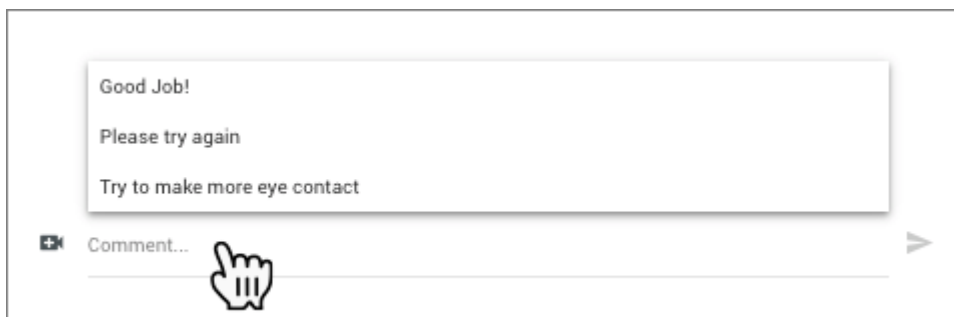 Good Job!
Please try again
Try to make more eye contact
Comment...